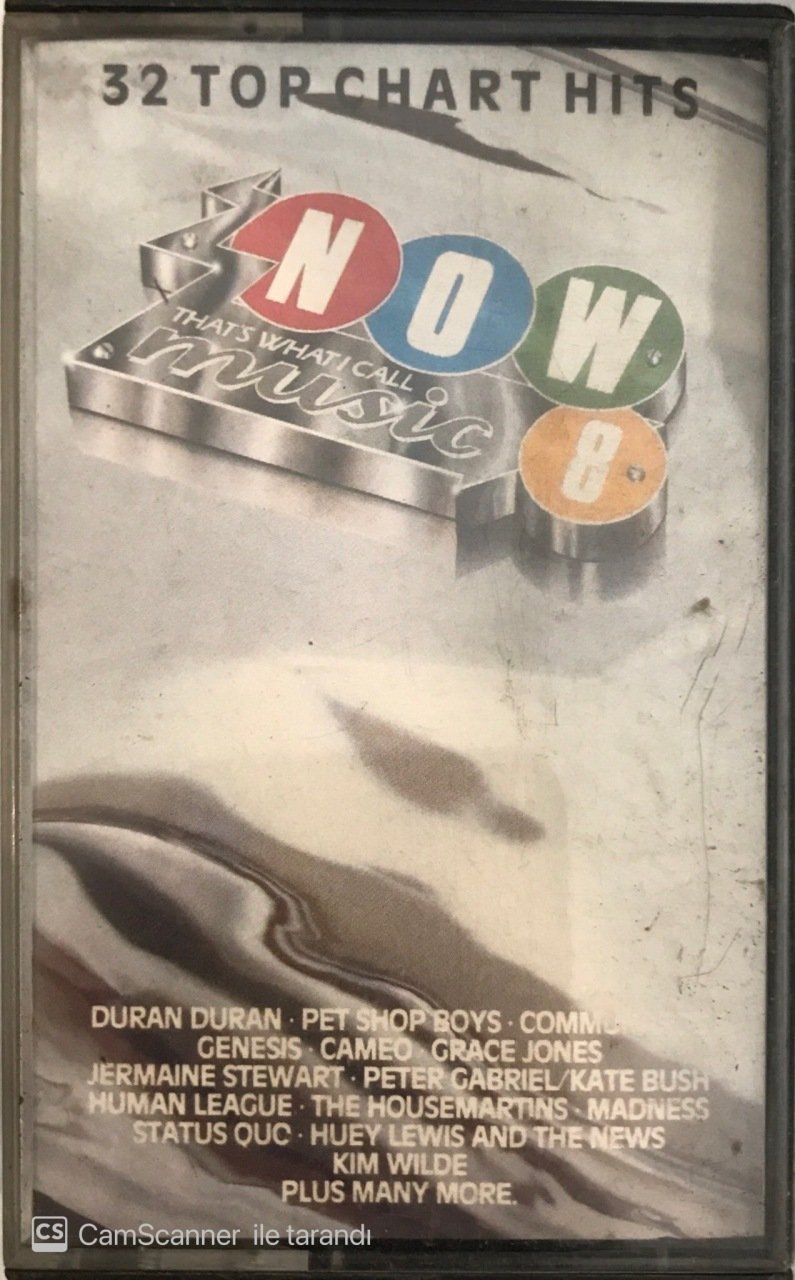 32 TOP CHART HITS
NOW
THAT'S WHAT I CALL
music
8
DURAN DURAN · PET SHOP BOYS ·
GENESIS · CAMEO · GRACE JONES
JERMAINE STEWART · PETER GABRIEL/KATE BUSH
HUMAN LEAGUE · THE HOUSEMARTINS · MADNESS
STATUS QUO · HUEY LEWIS AND THE NEWS
KIM WILDE
PLUS MANY MORE.
CS CamScanner ile tarandı